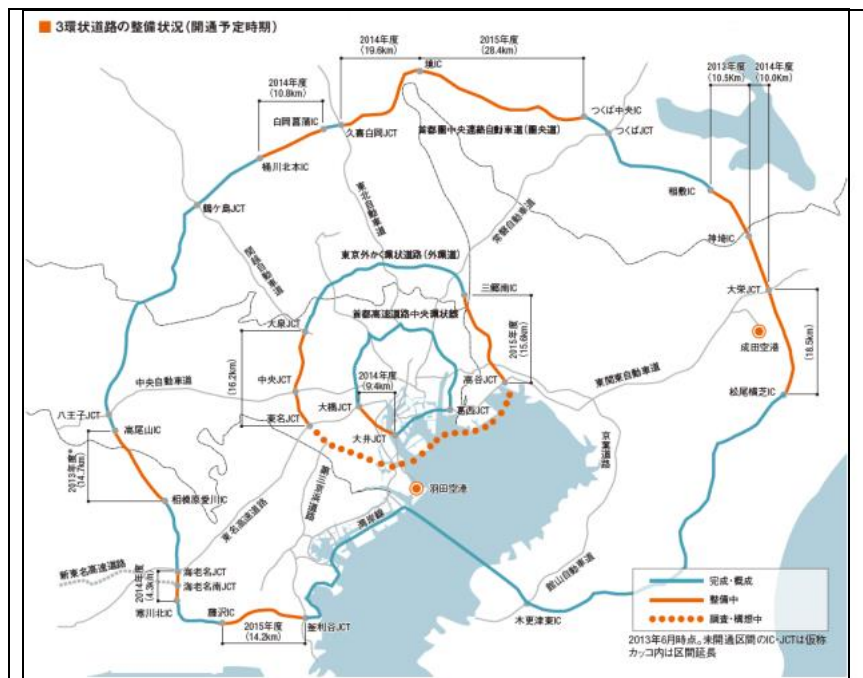 ■ 3環状道路の整備状況（開通予定時期）
2014年度
(19.6km)
2015年度
(28.4km)
2013年度
(10.5Km)
2014年度
(10.0Km)
2014年度
(10.8km)
境IC
白岡菖蒲IC
久喜白岡JCT
首都圏中央連絡自動車道(圏央道)
つくば中央IC
つくばJCT
桶川北本IC
稲敷IC
鶴ケ島JCT
東北自動車道
常磐自動車道
神埼IC
関越自動車道
東京外かく環状道路(外環道)
三郷南IC
大栄JCT
首都高速道路中央環状線
大泉JCT
成田空港
2015年度
(15.6km)
(18.5km)
(16.2km)
中央自動車道
中央JCT
2014年度
(9.4km)
高谷JCT
東関東自動車道
松尾横芝IC
八王子JCT
大橋JCT
葛西JCT
高尾山IC
東名JCT
大井JCT
京葉道路
2013年度*
(14.7km)
羽田空港
相模原愛川IC
東名高速道路
湾岸線
館山自動車道
新東名高速道路
海老名JCT
海老名南JCT
2014年度
(4.3km)
寒川北IC
藤沢IC
釜利谷JCT
木更津東IC
2015年度
(14.2km)
完成・概成
整備中
調査・構想中
2013年6月時点。未開通区間のIC・JCTは仮称
カッコ内は区間延長